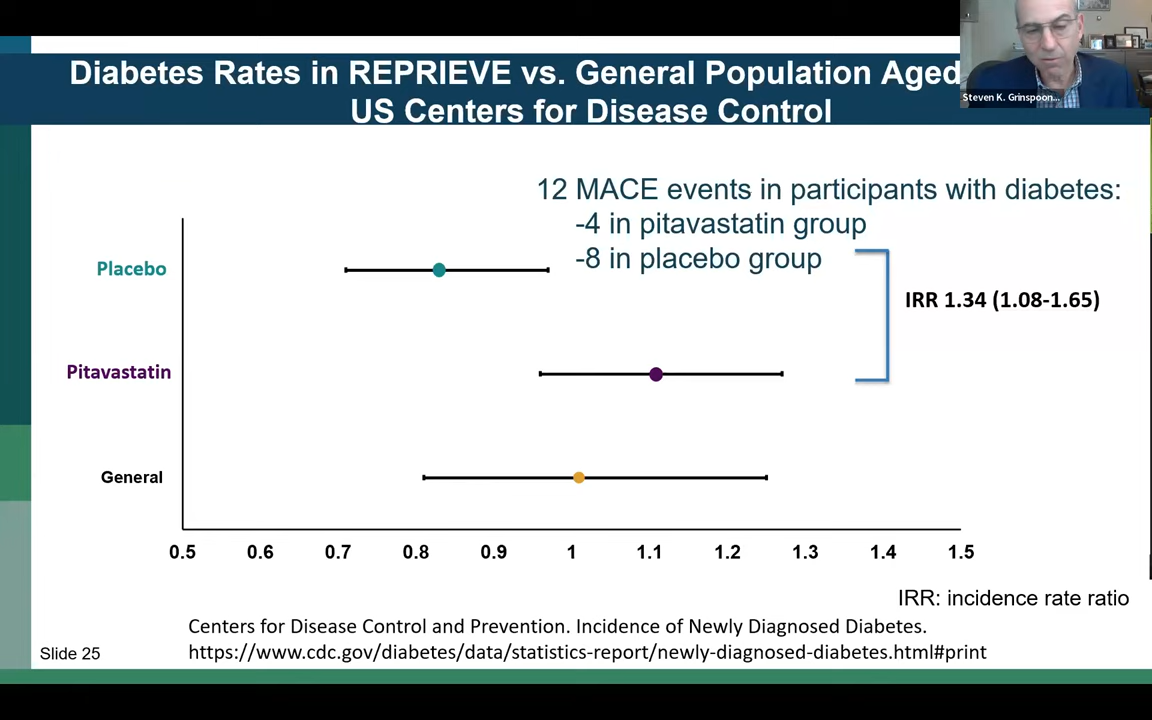 Diabetes Rates in REPRIEVE vs. General Population Aged
US Centers for Disease Control
Steven K. Grinspoon...
12 MACE events in participants with diabetes:
-4 in pitavastatin group
-8 in placebo group
Placebo
IRR 1.34 (1.08-1.65)
Pitavastatin
General
0.5 0.6 0.7 0.8 0.9 1 1.1 1.2 1.3 1.4 1.5
IRR: incidence rate ratio
Centers for Disease Control and Prevention. Incidence of Newly Diagnosed Diabetes.
https://www.cdc.gov/diabetes/data/statistics-report/newly-diagnosed-diabetes.html#print
Slide 25